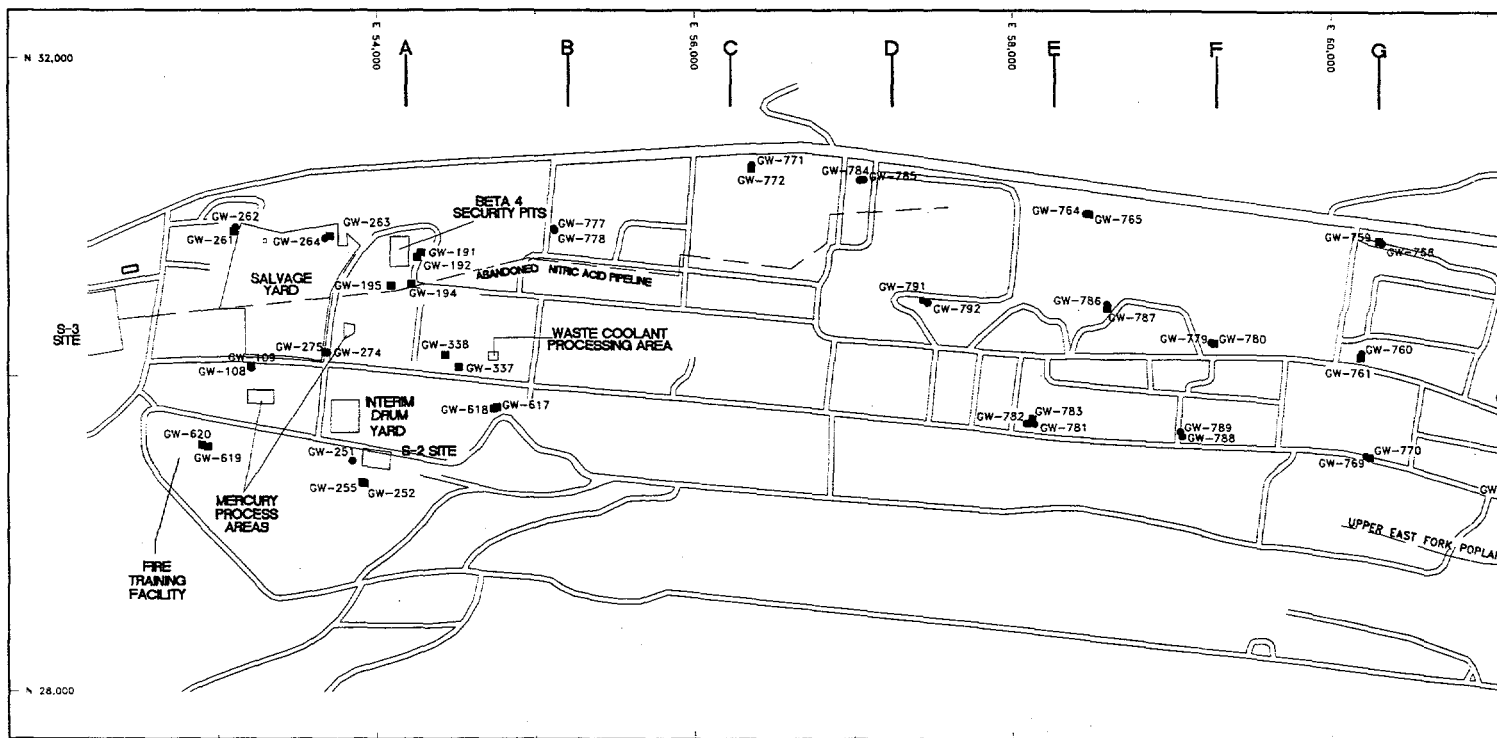 E 54,000
E 56,000
E 58,000
E 60,000
N 32,000
A
B
C
D
E
F
G
GW-771
GW-772
GW-784
GW-785
GW-764
GW-765
GW-759
GW-758
GW-262
GW-261
GW-263
GW-264
BETA 4
SECURITY PITS
GW-777
GW-778
GW-191
GW-192
ABANDONED NITRIC ACID PIPELINE
SALVAGE
YARD
GW-195
GW-194
GW-791
GW-792
GW-786
GW-787
S-3
SITE
WASTE COOLANT
PROCESSING AREA
GW-338
GW-337
GW-275
GW-274
GW-109
GW-108
GW-779
GW-780
GW-760
GW-761
INTERIM
DRUM
YARD
GW-618
GW-617
GW-782
GW-783
GW-781
GW-789
GW-788
GW-620
GW-619
GW-251
S-2 SITE
GW-255
GW-252
GW-770
GW-769
GW
MERCURY
PROCESS
AREAS
UPPER EAST FORK POPLA
FIRE
TRAINING
FACILITY
N 28,000